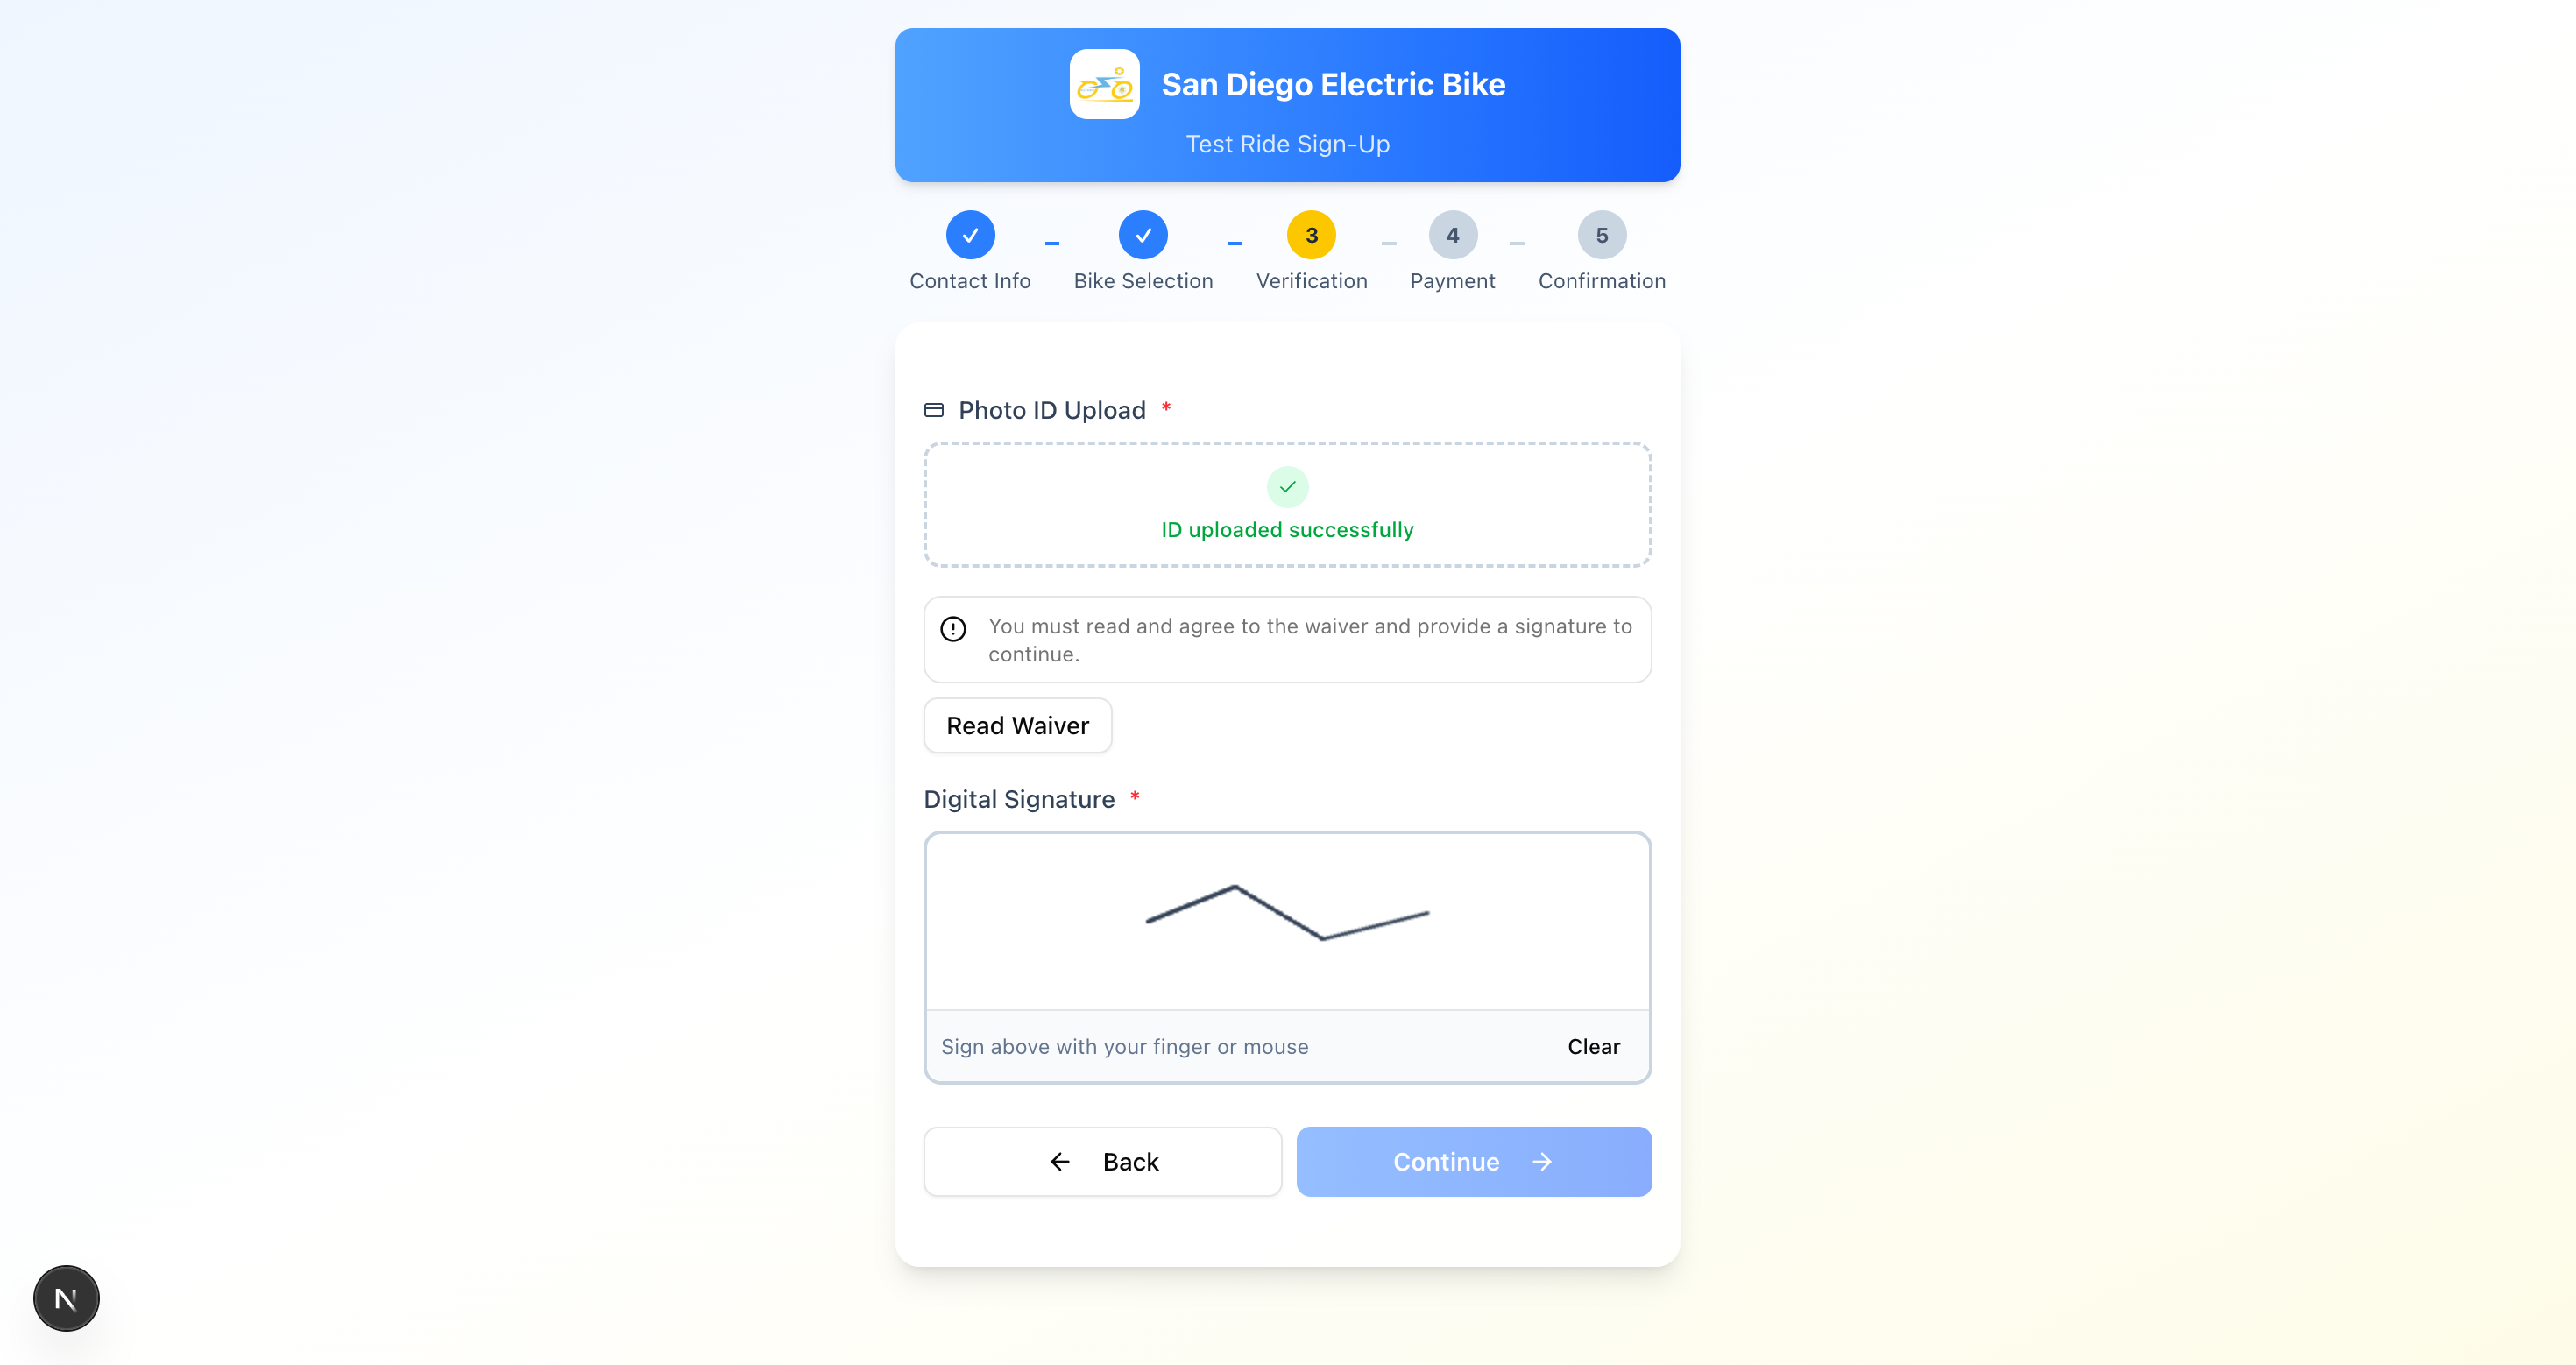 San Diego Electric Bike
Test Ride Sign-Up
3
4
5
Contact Info
Bike Selection
Verification
Payment
Confirmation
Photo ID Upload *
ID uploaded successfully
You must read and agree to the waiver and provide a signature to
continue.
Read Waiver
Digital Signature *
Sign above with your finger or mouse
Clear
Back
Continue
N